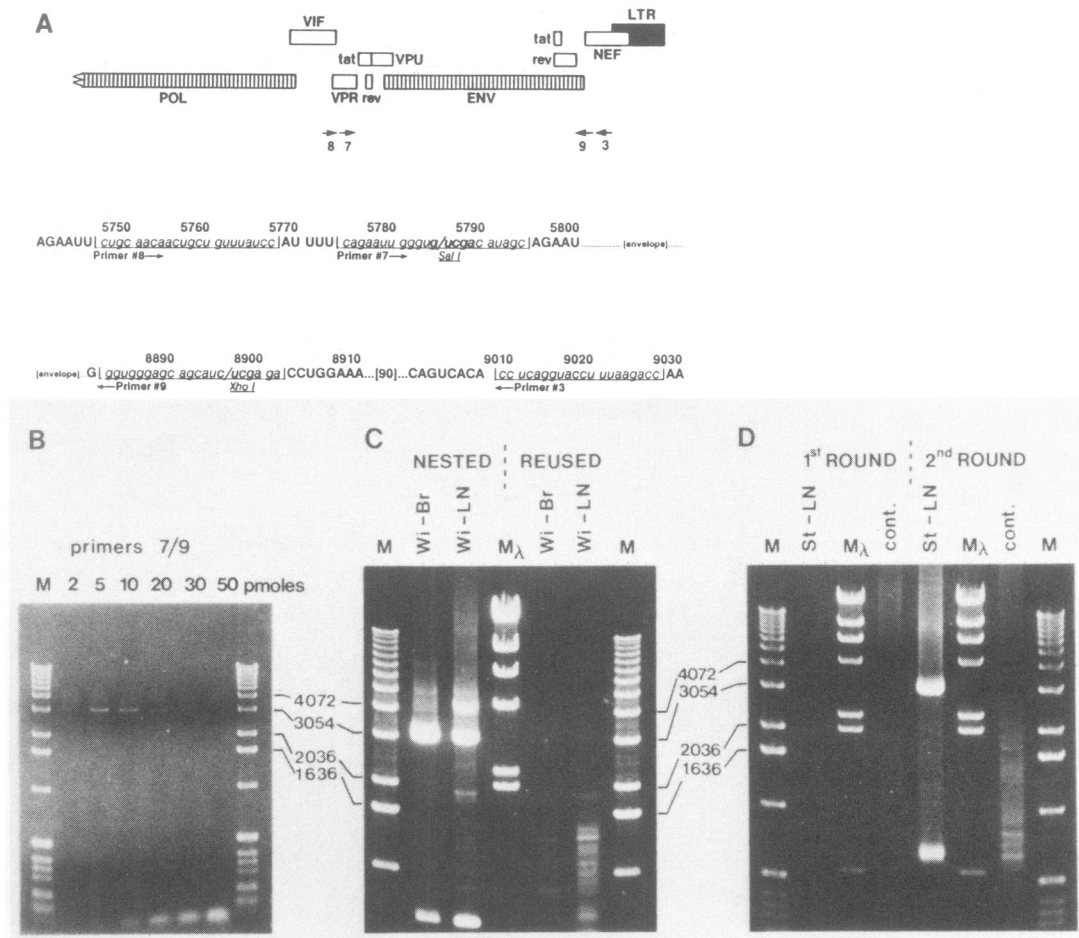 A
VIF
LTR
tat
VPU
tat
rev
NEF
POL
VPR
rev
ENV
8 7
9 3
5750 5760 5770 5780 5790 5800
AGAAUU cugc aacaacugcu guuuaucc AU UUU cagaauu gggug/ucgac auagc AGAAU............ |envelope|......
Primer #8 Primer #7 Sal I
8890 8900 8910 9010 9020 9030
|envelope|. G ggugggagc agcauc/ucga ga CCUGGAAA...[90]...CAGUCACA cc ucagguaccu uuaagacc AA
Primer #9 Xho I Primer #3
B
primers 7/9
M 2 5 10 20 30 50 pmoles
4072
3054
2036
1636
C
NESTED REUSED
M Wi-Br Wi-LN Mλ Wi-Br Wi-LN M
4072
3054
2036
1636
D
1st ROUND 2nd ROUND
M St-LN Mλ cont. St-LN Mλ cont. M